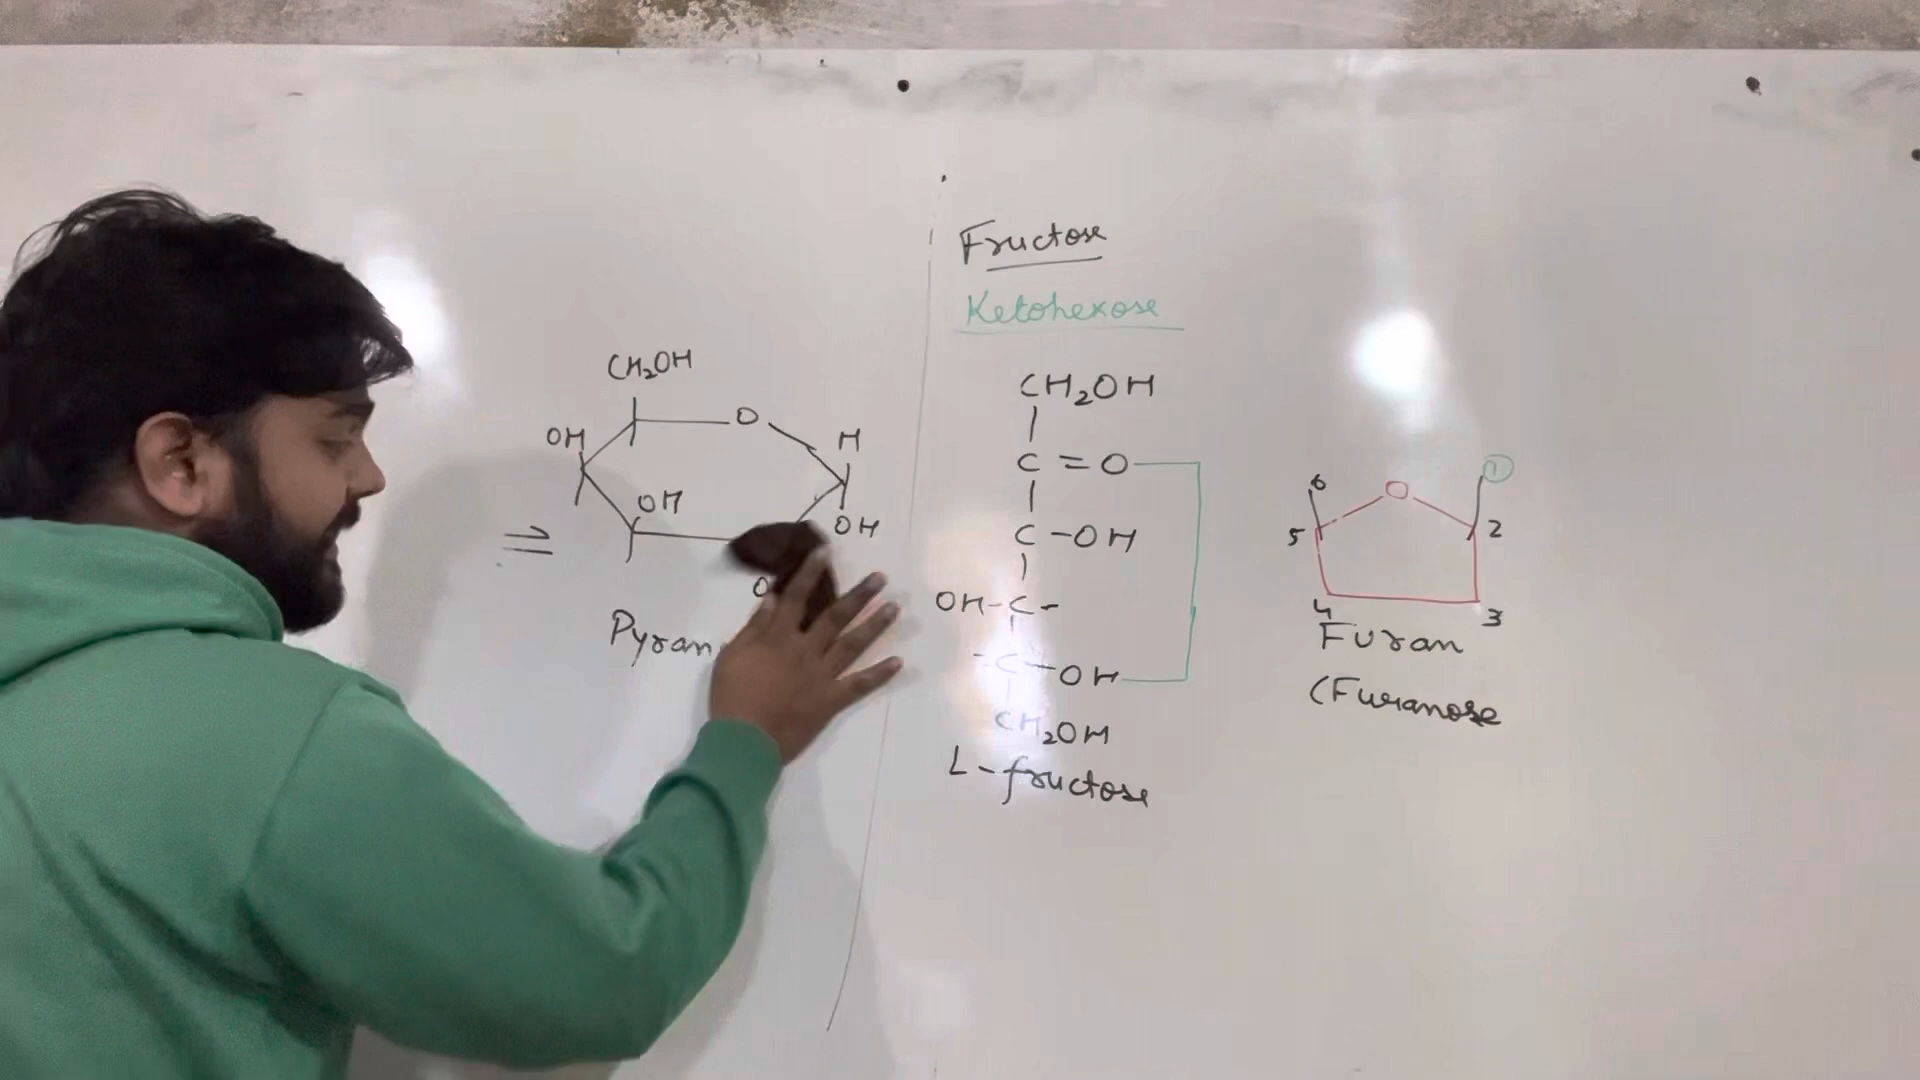 CH₂OH
O
OH
H
OH
OH
⇌
Pyran
Fructose
Ketohexose
CH₂OH
C=O
C-OH
OH-C-
-C-OH
CH₂OH
L-fructose
6
O
1
5
2
4
3
Furan
(Furanose